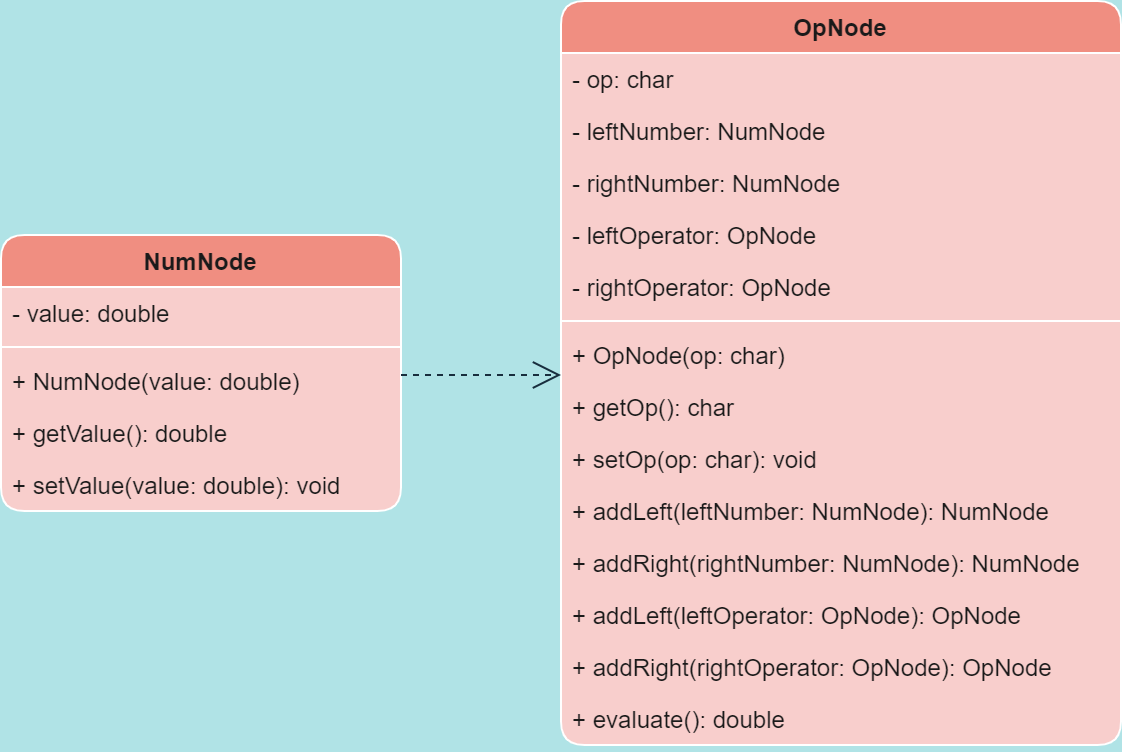 NumNode
- value: double
+ NumNode(value: double)
+ getValue(): double
+ setValue(value: double): void
OpNode
- op: char
- leftNumber: NumNode
- rightNumber: NumNode
- leftOperator: OpNode
- rightOperator: OpNode
+ OpNode(op: char)
+ getOp(): char
+ setOp(op: char): void
+ addLeft(leftNumber: NumNode): NumNode
+ addRight(rightNumber: NumNode): NumNode
+ addLeft(leftOperator: OpNode): OpNode
+ addRight(rightOperator: OpNode): OpNode
+ evaluate(): double